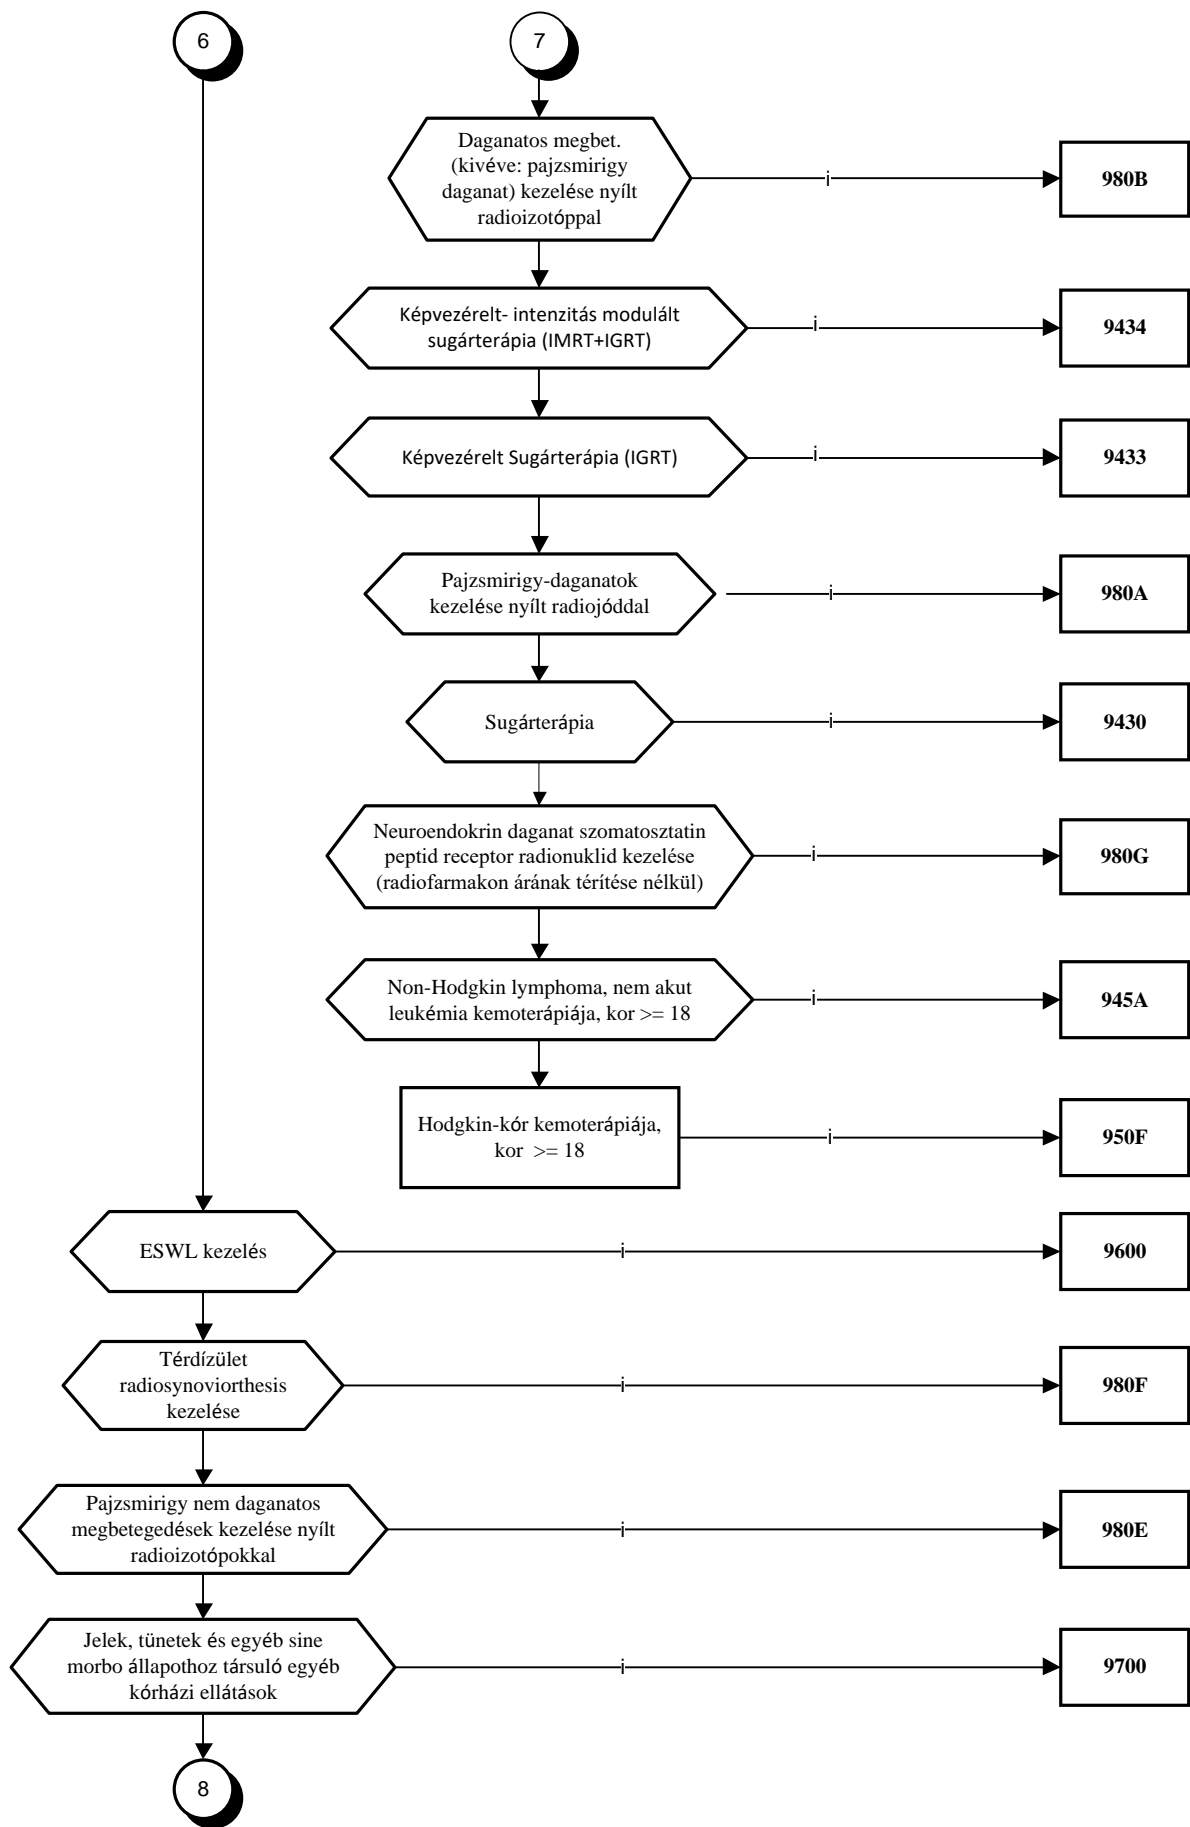 6
7
Daganatos megbet.
(kivéve: pajzsmirigy
daganat) kezelése nyílt
radioizotóppal
i
980B
Képvezérelt- intenzitás modulált
sugárterápia (IMRT+IGRT)
i
9434
Képvezérelt Sugárterápia (IGRT)
i
9433
Pajzsmirigy-daganatok
kezelése nyílt radiojóddal
i
980A
Sugárterápia
i
9430
Neuroendokrin daganat szomatosztatin
peptid receptor radionuklid kezelése
(radiofarmakon árának térítése nélkül)
i
980G
Non-Hodgkin lymphoma, nem akut
leukémia kemoterápiája, kor >= 18
i
945A
Hodgkin-kór kemoterápiája,
kor >= 18
i
950F
ESWL kezelés
i
9600
Térdízület
radiosynoviorthesis
kezelése
i
980F
Pajzsmirigy nem daganatos
megbetegedések kezelése nyílt
radioizotópokkal
i
980E
Jelek, tünetek és egyéb sine
morbo állapothoz társuló egyéb
kórházi ellátások
i
9700
8